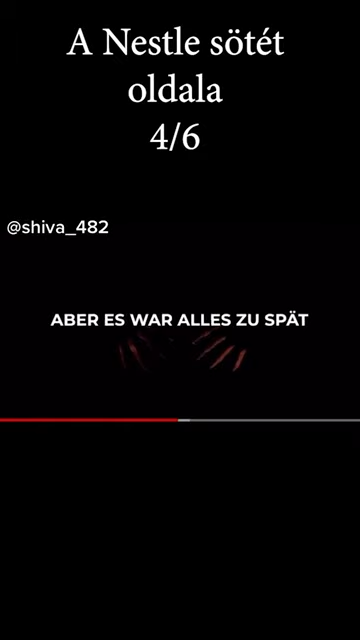 A Nestle sötét
oldala
4/6
@shiva_482
ABER ES WAR ALLES ZU SPÄT